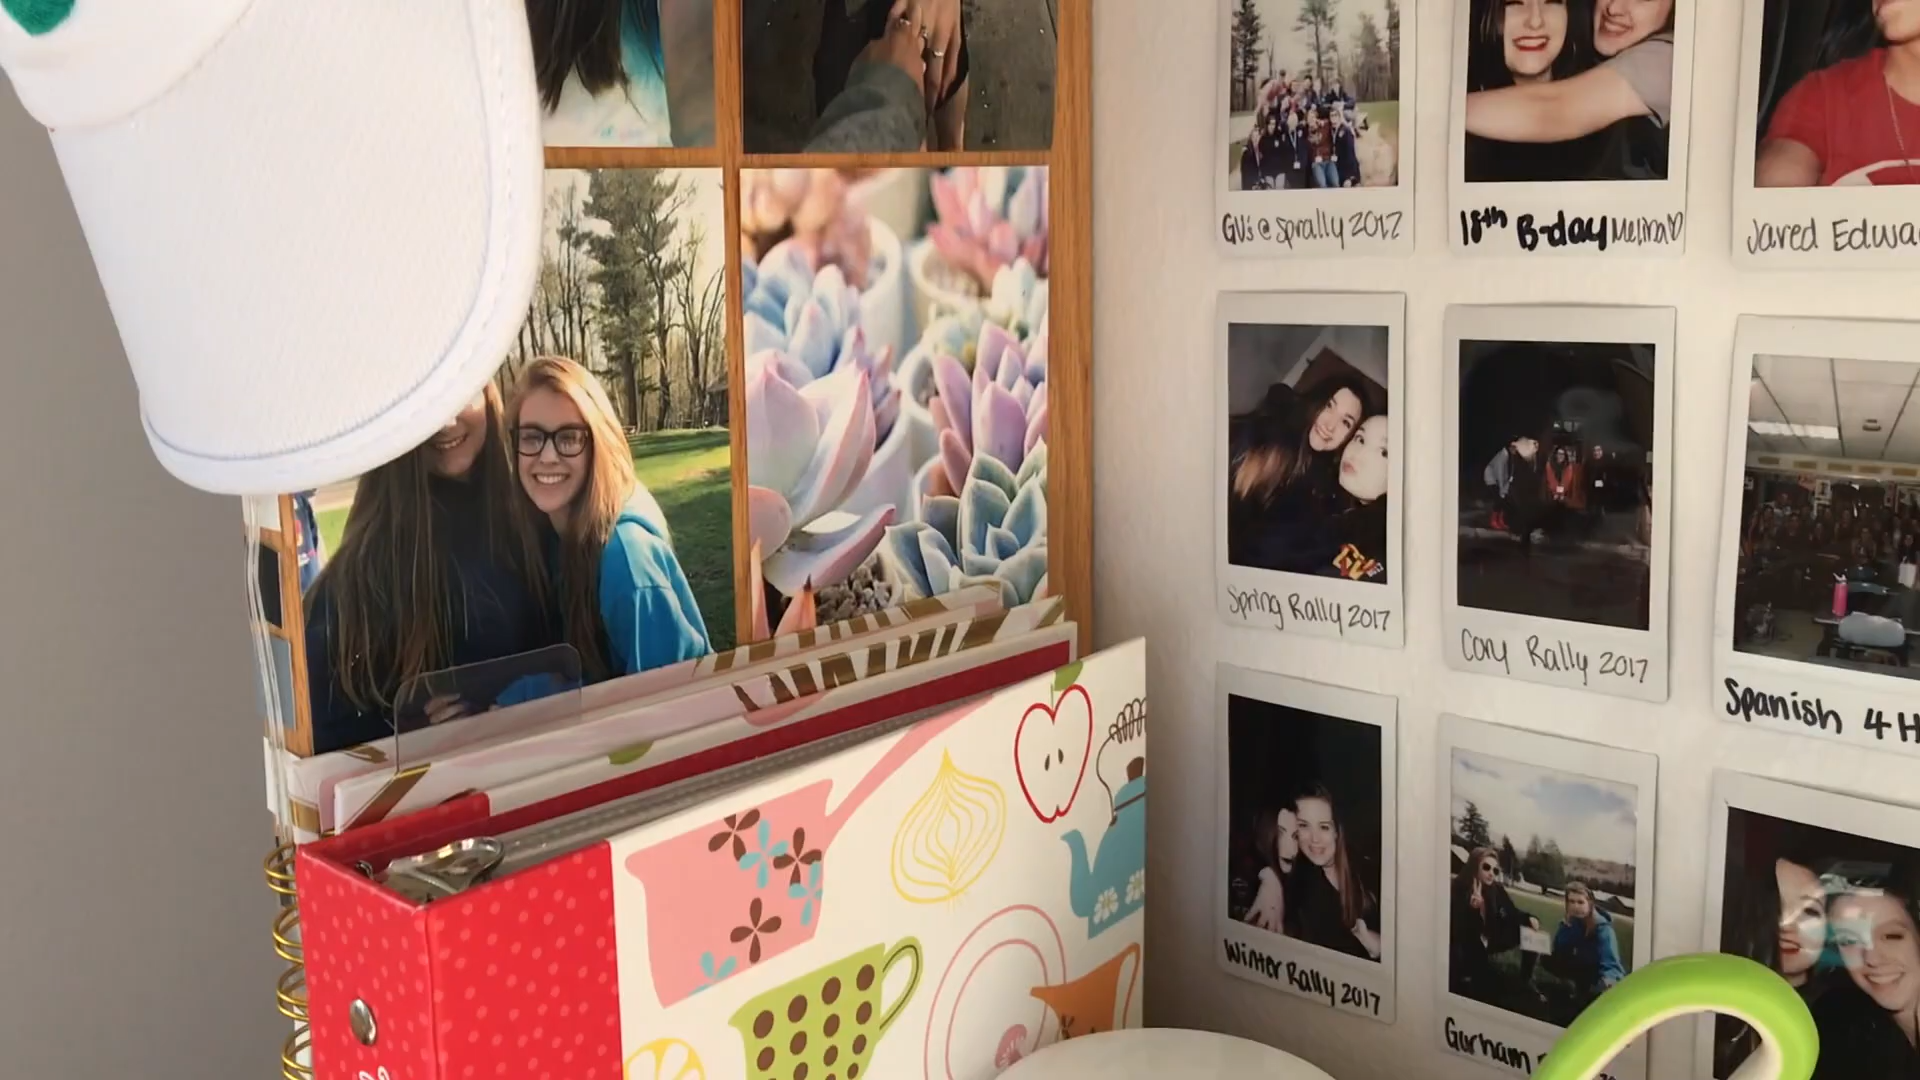 GV's @ Sprally 2017
18th B-day Melina♡
Jared Edwa
Spring Rally 2017
Cory Rally 2017
Spanish 4H
Winter Rally 2017
Gorham